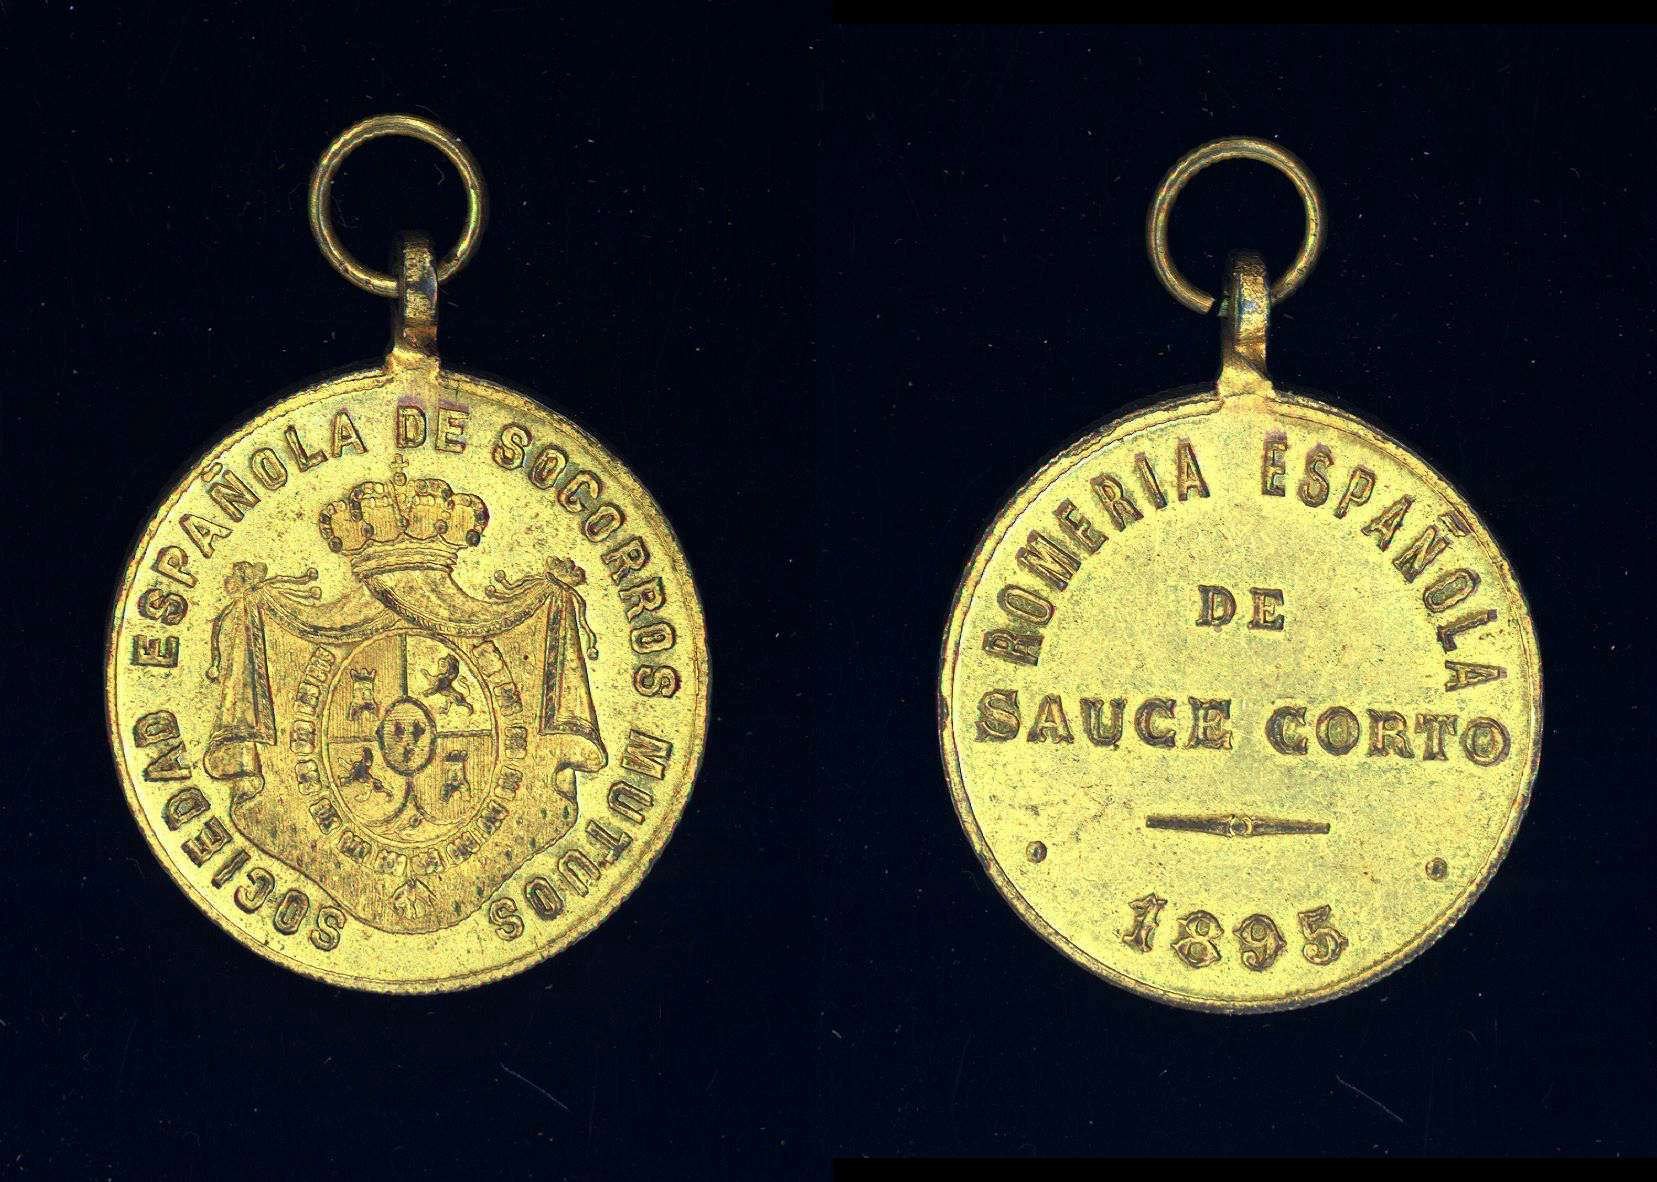 SOCIEDAD ESPAÑOLA DE SOCORROS MUTUOS
ROMERIA ESPAÑOLA
DE
SAUCE CORTO
1895